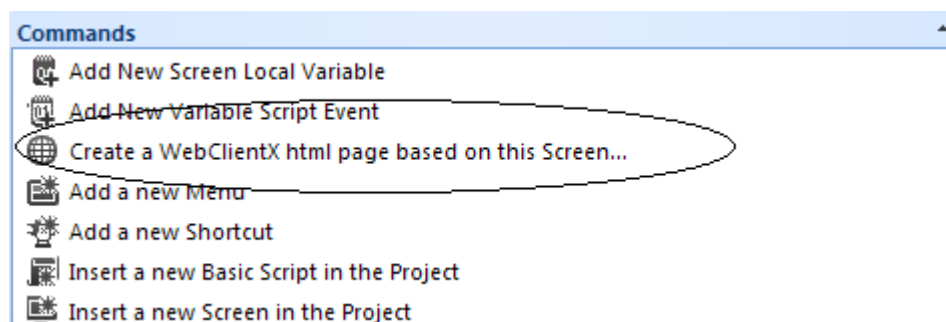 Commands
Add New Screen Local Variable
Add New Variable Script Event
Create a WebClientX html page based on this Screen...
Add a new Menu
Add a new Shortcut
Insert a new Basic Script in the Project
Insert a new Screen in the Project